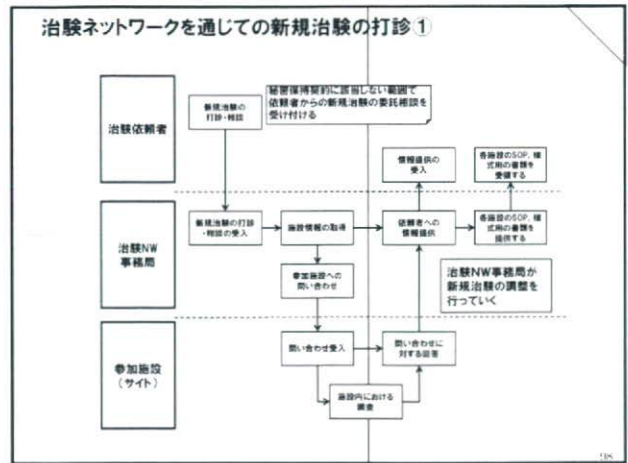 治験ネットワークを通じての新規治験の打診①
治験依頼者
新規治験の
打診・相談
秘密保持契約に該当しない範囲で
依頼者からの新規治験の委託相談を
受け付ける
情報提供の
受入
各施設のSOP，様
式用の書類を
受領する
治験NW
事務局
新規治験の打診
・相談の受入
施設情報の取得
依頼者への
情報提供
各施設のSOP，様
式用の書類を
提供する
参加施設への
問い合わせ
治験NW事務局が
新規治験の調整を
行っていく
参加施設
（サイト）
問い合わせ受入
問い合わせに
対する回答
施設内における
調査